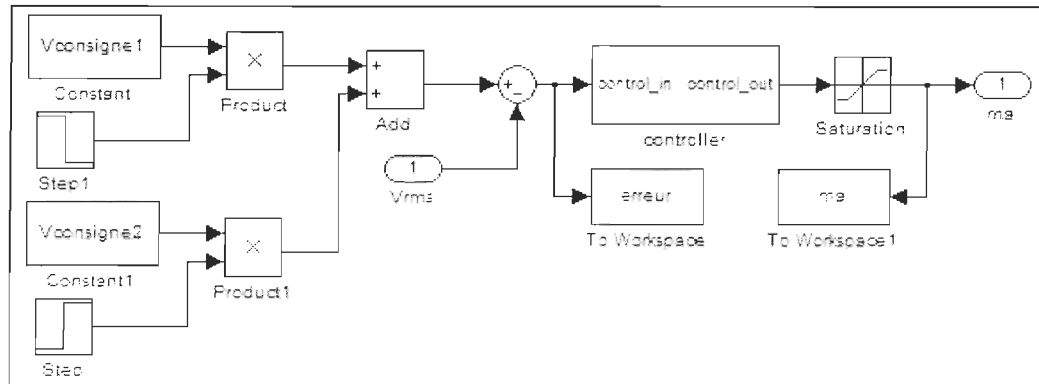 Vconsigne1
Constant
×
Product
Step1
Vconsigne2
Constant1
×
Product1
Step
+
+
Add
+
−
1
Vrms
control_in control_out
controller
Saturation
1
ma
erreur
To Workspace
ma
To Workspace1